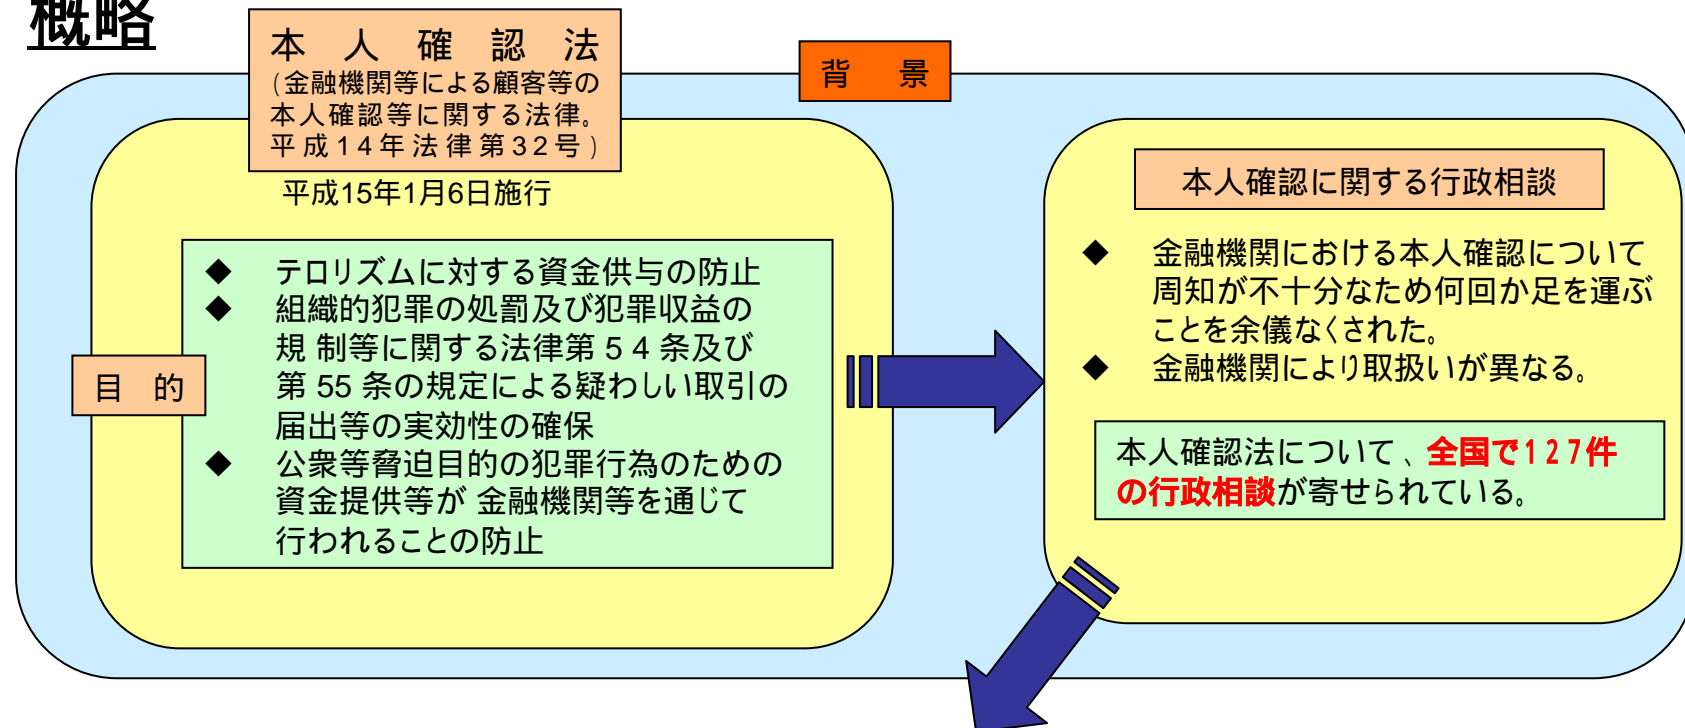 概略
本人確認法
（金融機関等による顧客等の
本人確認等に関する法律。
平成14年法律第32号）
平成15年1月6日施行
背　景
目　的
◆　テロリズムに対する資金供与の防止
◆　組織的犯罪の処罰及び犯罪収益の
規 制等に関する法律第５４条及び
第 55 条の規定による疑わしい取引の
届出等の実効性の確保
◆　公衆等脅迫目的の犯罪行為のための
資金提供等が 金融機関等を通じて
行われることの防止
本人確認に関する行政相談
◆　金融機関における本人確認について
周知が不十分なため何回か足を運ぶ
ことを余儀なくされた。
◆　金融機関により取扱いが異なる。
本人確認法について、全国で127件
の行政相談が寄せられている。